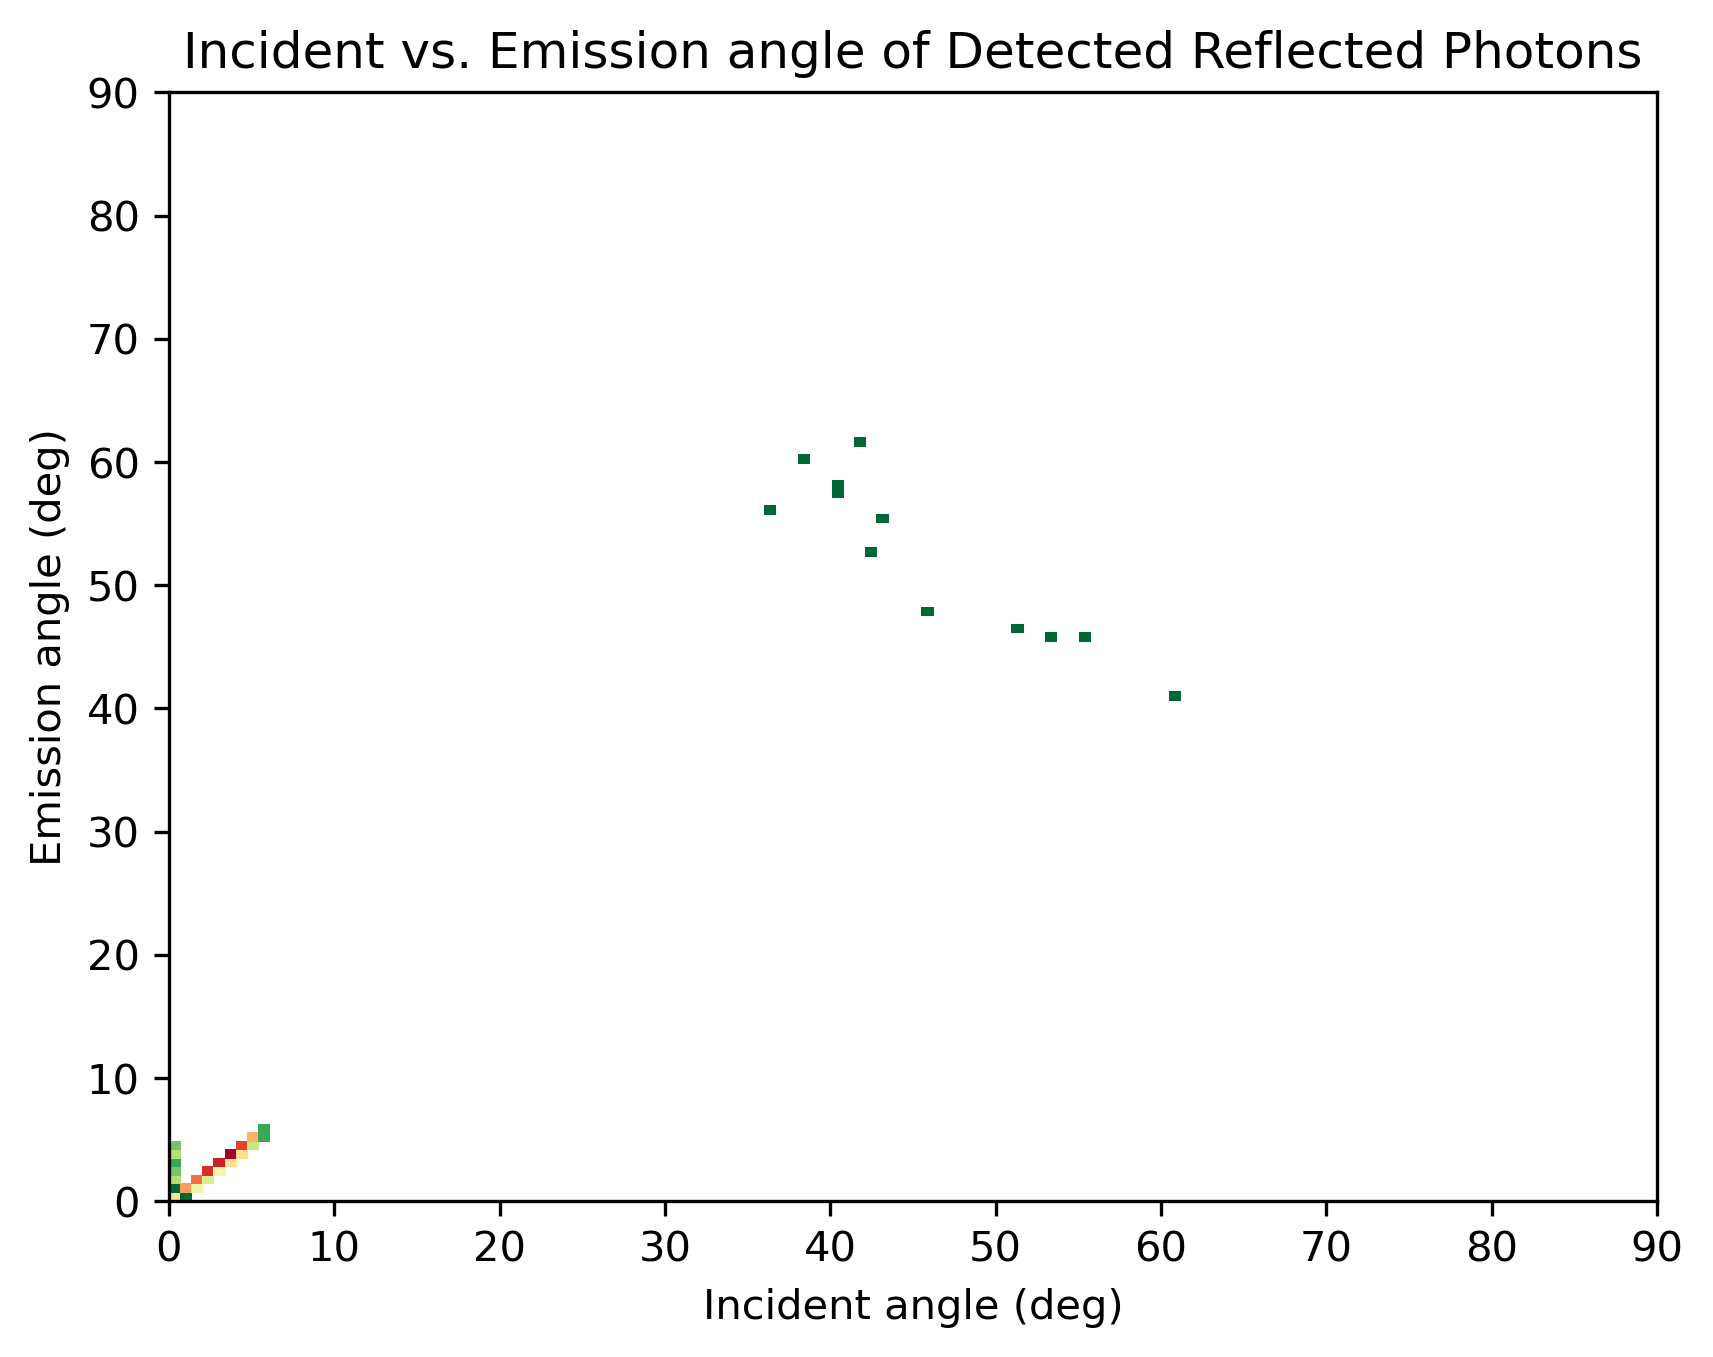 Incident vs. Emission angle of Detected Reflected Photons
90
80
70
60
50
40
30
20
10
0
Emission angle (deg)
0 10 20 30 40 50 60 70 80 90
Incident angle (deg)